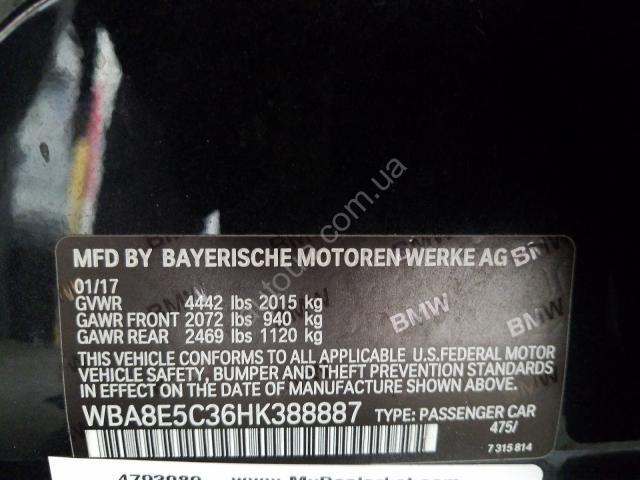 MFD BY BAYERISCHE MOTOREN WERKE AG
01/17
GVWR 4442 lbs 2015 kg
GAWR FRONT 2072 lbs 940 kg
GAWR REAR 2469 lbs 1120 kg
THIS VEHICLE CONFORMS TO ALL APPLICABLE U.S.FEDERAL MOTOR
VEHICLE SAFETY, BUMPER AND THEFT PREVENTION STANDARDS
IN EFFECT ON THE DATE OF MANUFACTURE SHOWN ABOVE.
WBA8E5C36HK388887 TYPE: PASSENGER CAR
475/
7 315 814
BMW
BMW
BMW
BMW